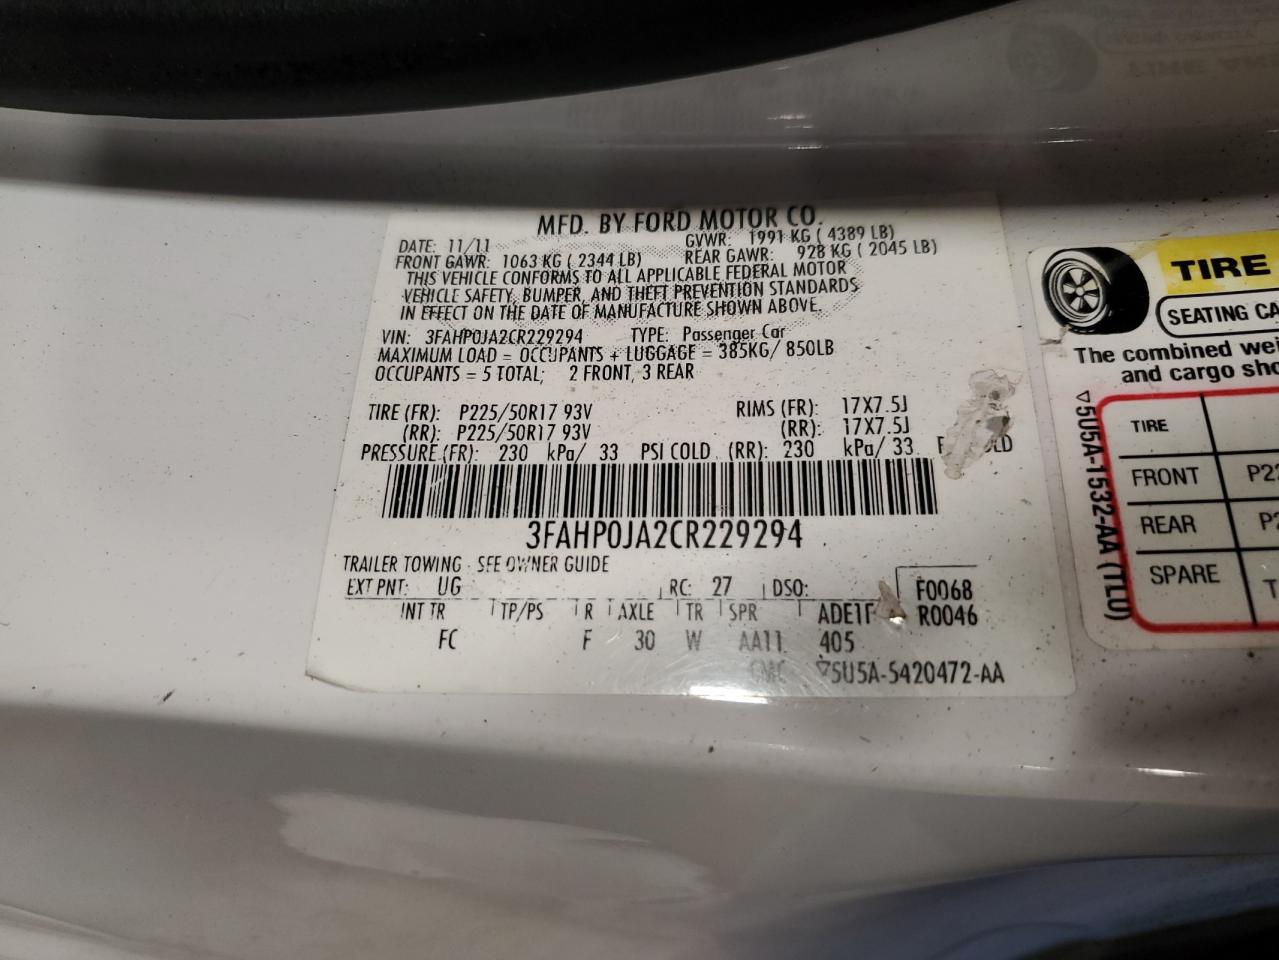 MFD. BY FORD MOTOR CO.
DATE: 11/11 GVWR: 1991 KG ( 4389 LB)
FRONT GAWR: 1063 KG ( 2344 LB) REAR GAWR: 928 KG ( 2045 LB)
THIS VEHICLE CONFORMS TO ALL APPLICABLE FEDERAL MOTOR
VEHICLE SAFETY, BUMPER, AND THEFT PREVENTION STANDARDS
IN EFFECT ON THE DATE OF MANUFACTURE SHOWN ABOVE.
VIN: 3FAHP0JA2CR229294 TYPE: Passenger Car
MAXIMUM LOAD = OCCUPANTS + LUGGAGE = 385KG/ 850LB
OCCUPANTS = 5 TOTAL; 2 FRONT, 3 REAR
TIRE (FR): P225/50R17 93V RIMS (FR): 17X7.5J
(RR): P225/50R17 93V (RR): 17X7.5J
PRESSURE (FR): 230 kPa/ 33 PSI COLD (RR): 230 kPa/ 33
3FAHP0JA2CR229294
TRAILER TOWING - SEE OWNER GUIDE
EXT PNT: UG RC: 27 DSO: F0068
INT TR TP/PS R AXLE TR SPR ADE1F R0046
FC F 30 W AA11 405
CMC ▽5U5A-5420472-AA
TIRE
SEATING CA
The combined wei
and cargo sho
▽5U5A-1532-AA (TLU)
TIRE
FRONT P22
REAR P2
SPARE T